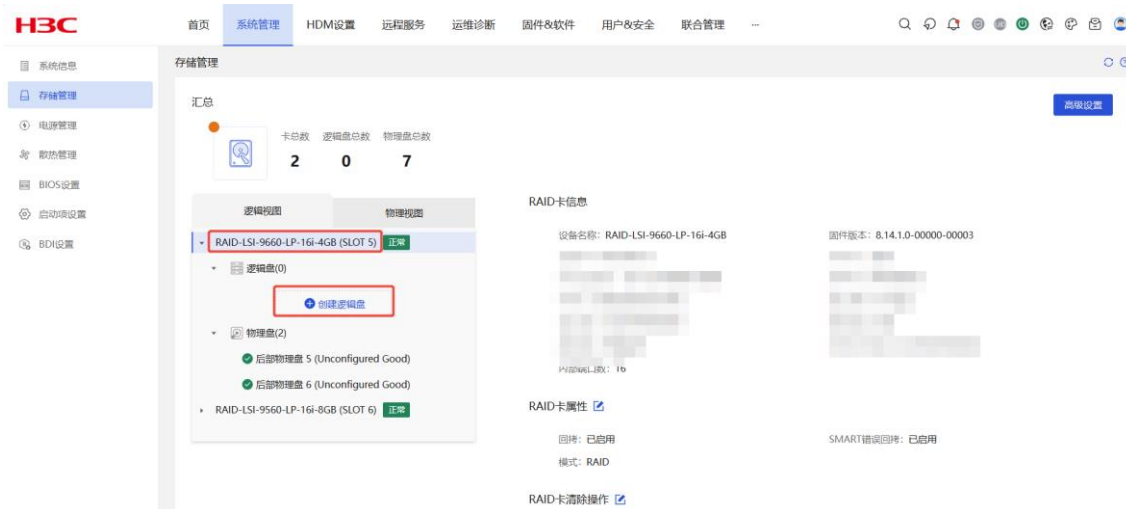 H3C 首页 系统管理 HDM设置 远程服务 运维诊断 固件&软件 用户&安全 联合管理 ...
系统信息
存储管理
电源管理
散热管理
BIOS设置
启动项设置
BDI设置
存储管理
汇总
高级设置
卡总数 逻辑盘总数 物理盘总数
2 0 7
逻辑视图 物理视图
RAID-LSI-9660-LP-16i-4GB (SLOT 5) 正常
逻辑盘(0)
创建逻辑盘
物理盘(2)
后部物理盘 5 (Unconfigured Good)
后部物理盘 6 (Unconfigured Good)
RAID-LSI-9560-LP-16i-8GB (SLOT 6) 正常
RAID卡信息
设备名称: RAID-LSI-9660-LP-16i-4GB 固件版本: 8.14.1.0-00000-00003
内部端口数: 16
RAID卡属性
回拷: 已启用 SMART错误回拷: 已启用
模式: RAID
RAID卡清除操作